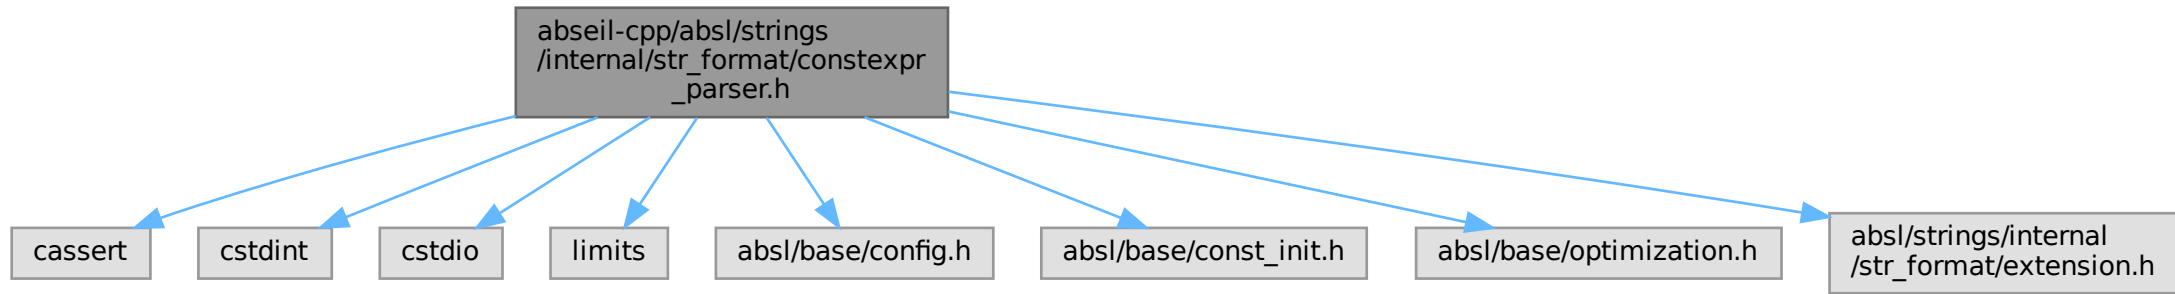 abseil-cpp/absl/strings
/internal/str_format/constexpr
_parser.h
cassert
cstdint
cstdio
limits
absl/base/config.h
absl/base/const_init.h
absl/base/optimization.h
absl/strings/internal
/str_format/extension.h